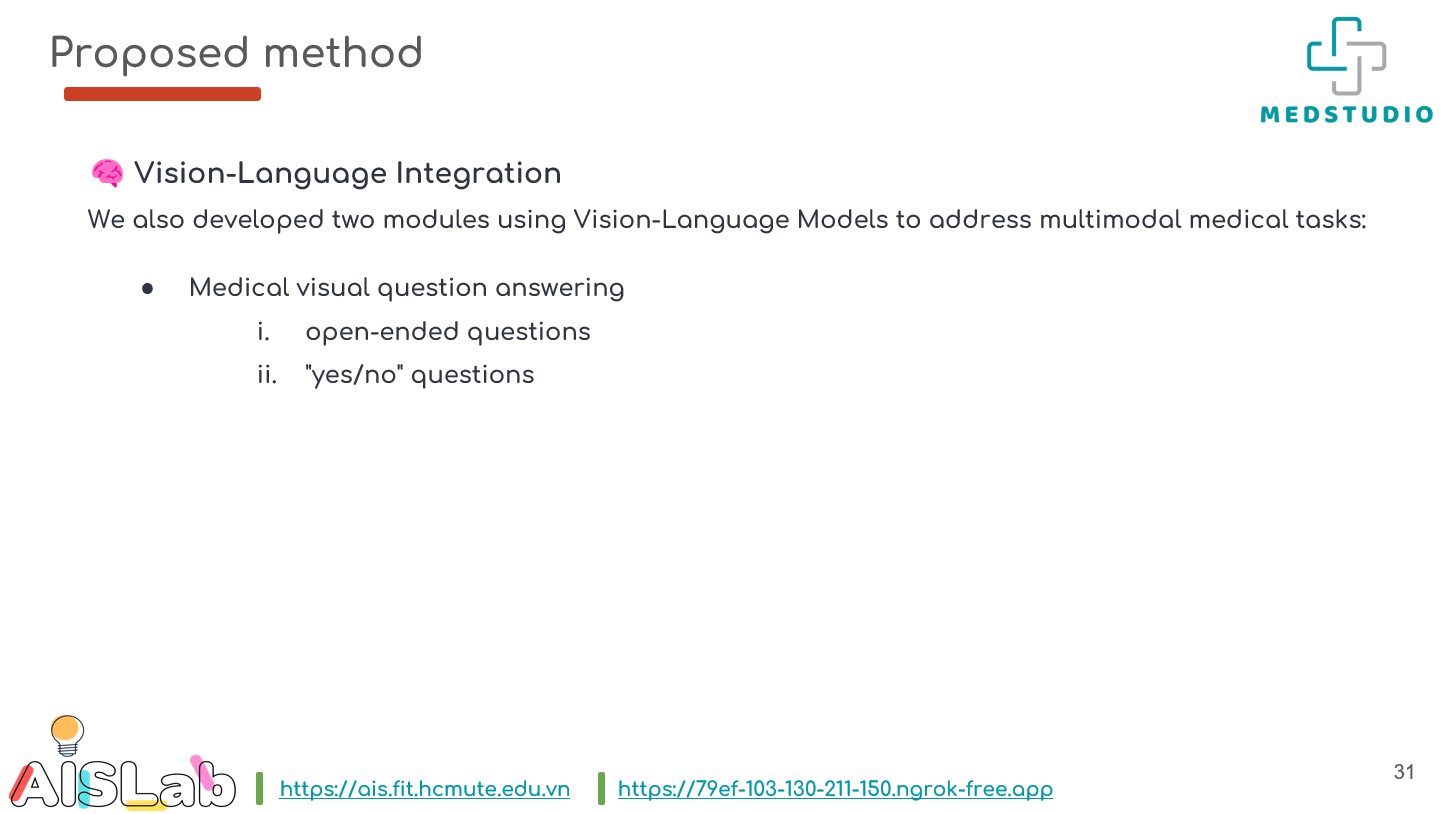 Proposed method
MEDSTUDIO
🧠 Vision-Language Integration
We also developed two modules using Vision-Language Models to address multimodal medical tasks:
● Medical visual question answering
i. open-ended questions
ii. "yes/no" questions
AISLab
https://ais.fit.hcmute.edu.vn
https://79ef-103-130-211-150.ngrok-free.app
31